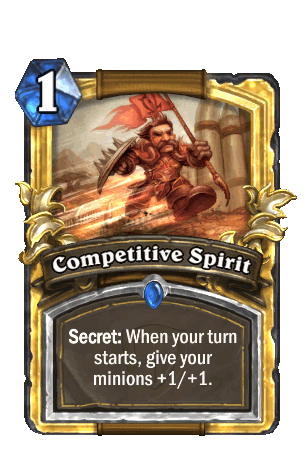 1
Competitive Spirit
Secret: When your turn
starts, give your
minions +1/+1.